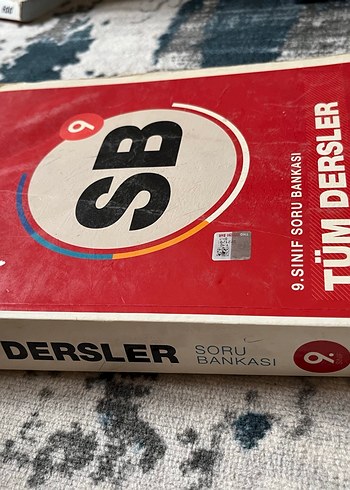 9
SB
9.SINIF SORU BANKASI
TÜM DERSLER
DERSLER
SORU
BANKASI
9.